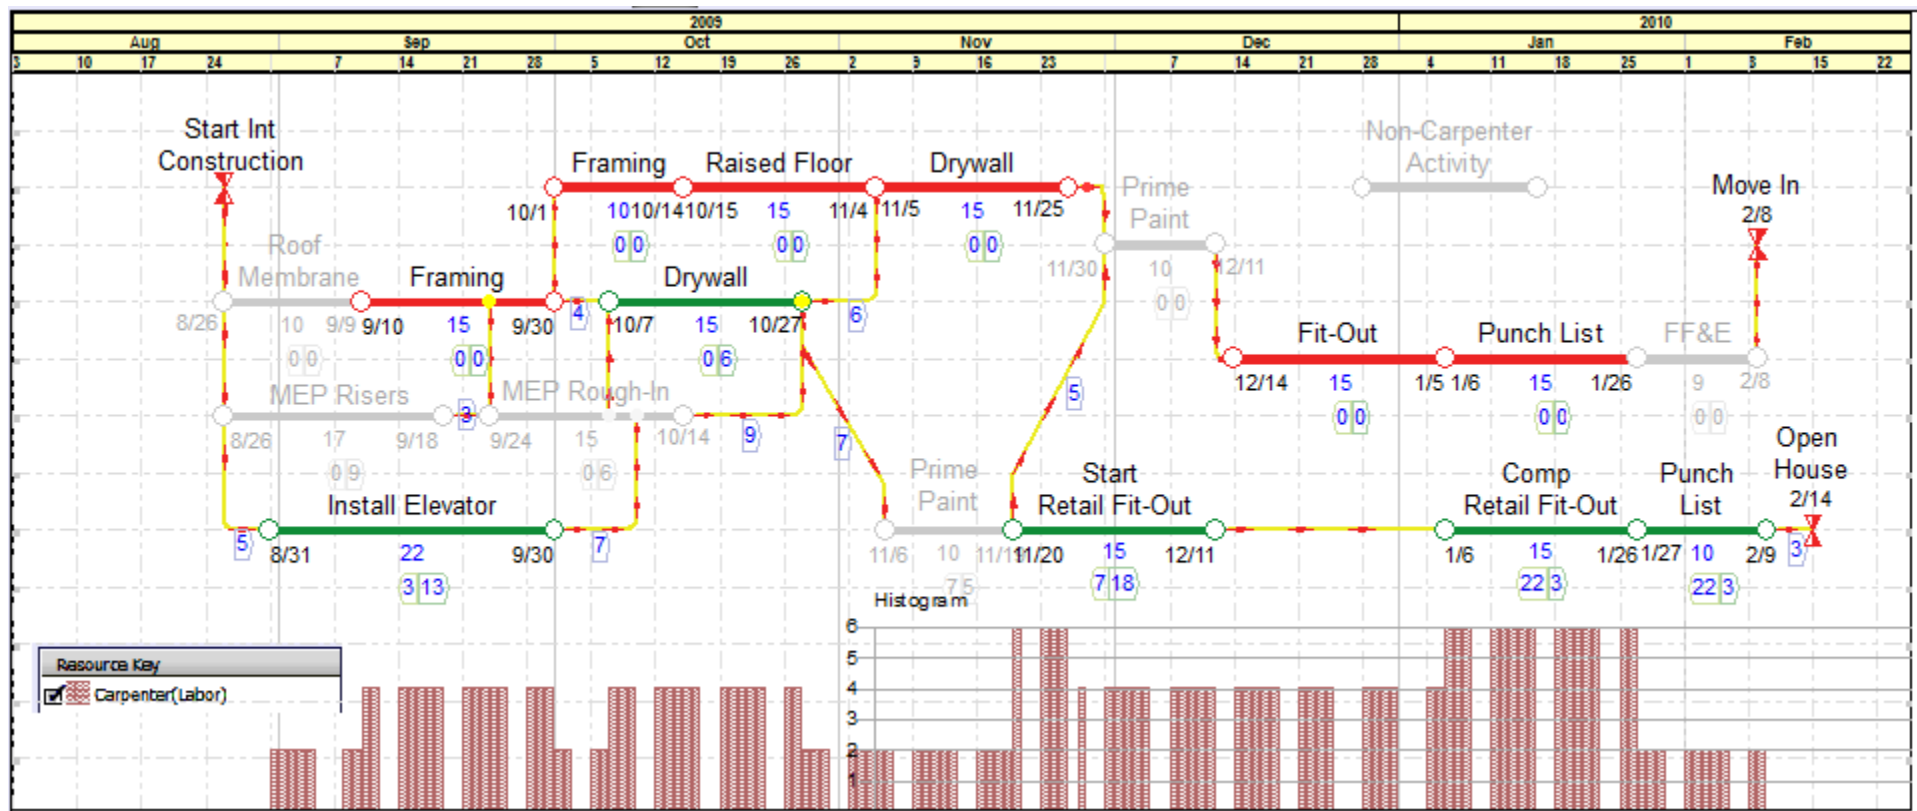 2009 2010
Aug Sep Oct Nov Dec Jan Feb
3 10 17 24 7 14 21 28 5 12 19 26 2 9 16 23 7 14 21 28 4 11 18 25 1 8 15 22
Start Int
Construction
Framing Raised Floor Drywall
10/1 10 10/14 10/15 15 11/4 11/5 15 11/25
0 0 0 0 0 0
Prime
Paint
11/30 10 12/11
0 0
Non-Carpenter
Activity
Move In
2/8
Roof
Membrane
8/26 10 9/9
0 0
Framing
9/10 15 9/30
0 0
4
Drywall
10/7 15 10/27
0 6
6
Fit-Out Punch List FF&E
12/14 15 1/5 1/6 15 1/26 9 2/8
0 0 0 0 0 0
MEP Risers
8/26 17 9/18
0 9
3
MEP Rough-In
9/24 15 10/14
0 6
9
7
5
Install Elevator
5
8/31 22 9/30
3 13
7
Prime
Paint
11/6 10
7 5
Start
Retail Fit-Out
11/20 15 12/11
7 18
Comp
Retail Fit-Out
1/6 15 1/26
22 3
Punch
List
1/27 10 2/9
22 3
Open
House
2/14
3
Histogram
6
5
4
3
2
1
Resource Key
Carpenter(Labor)